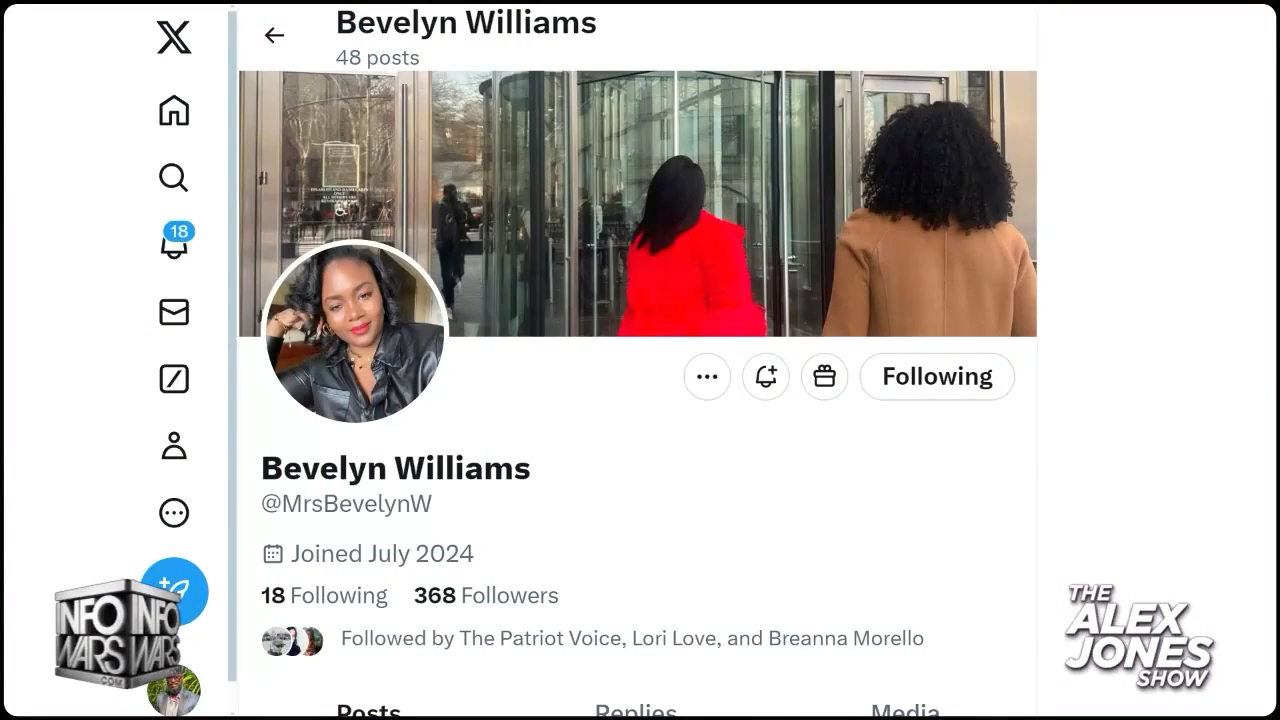 Bevelyn Williams
48 posts
18
Following
Bevelyn Williams
@MrsBevelynW
Joined July 2024
18 Following 368 Followers
Followed by The Patriot Voice, Lori Love, and Breanna Morello
Posts Replies Media
INFO INFO
WARS WARS
.COM
THE
ALEX
JONES
SHOW